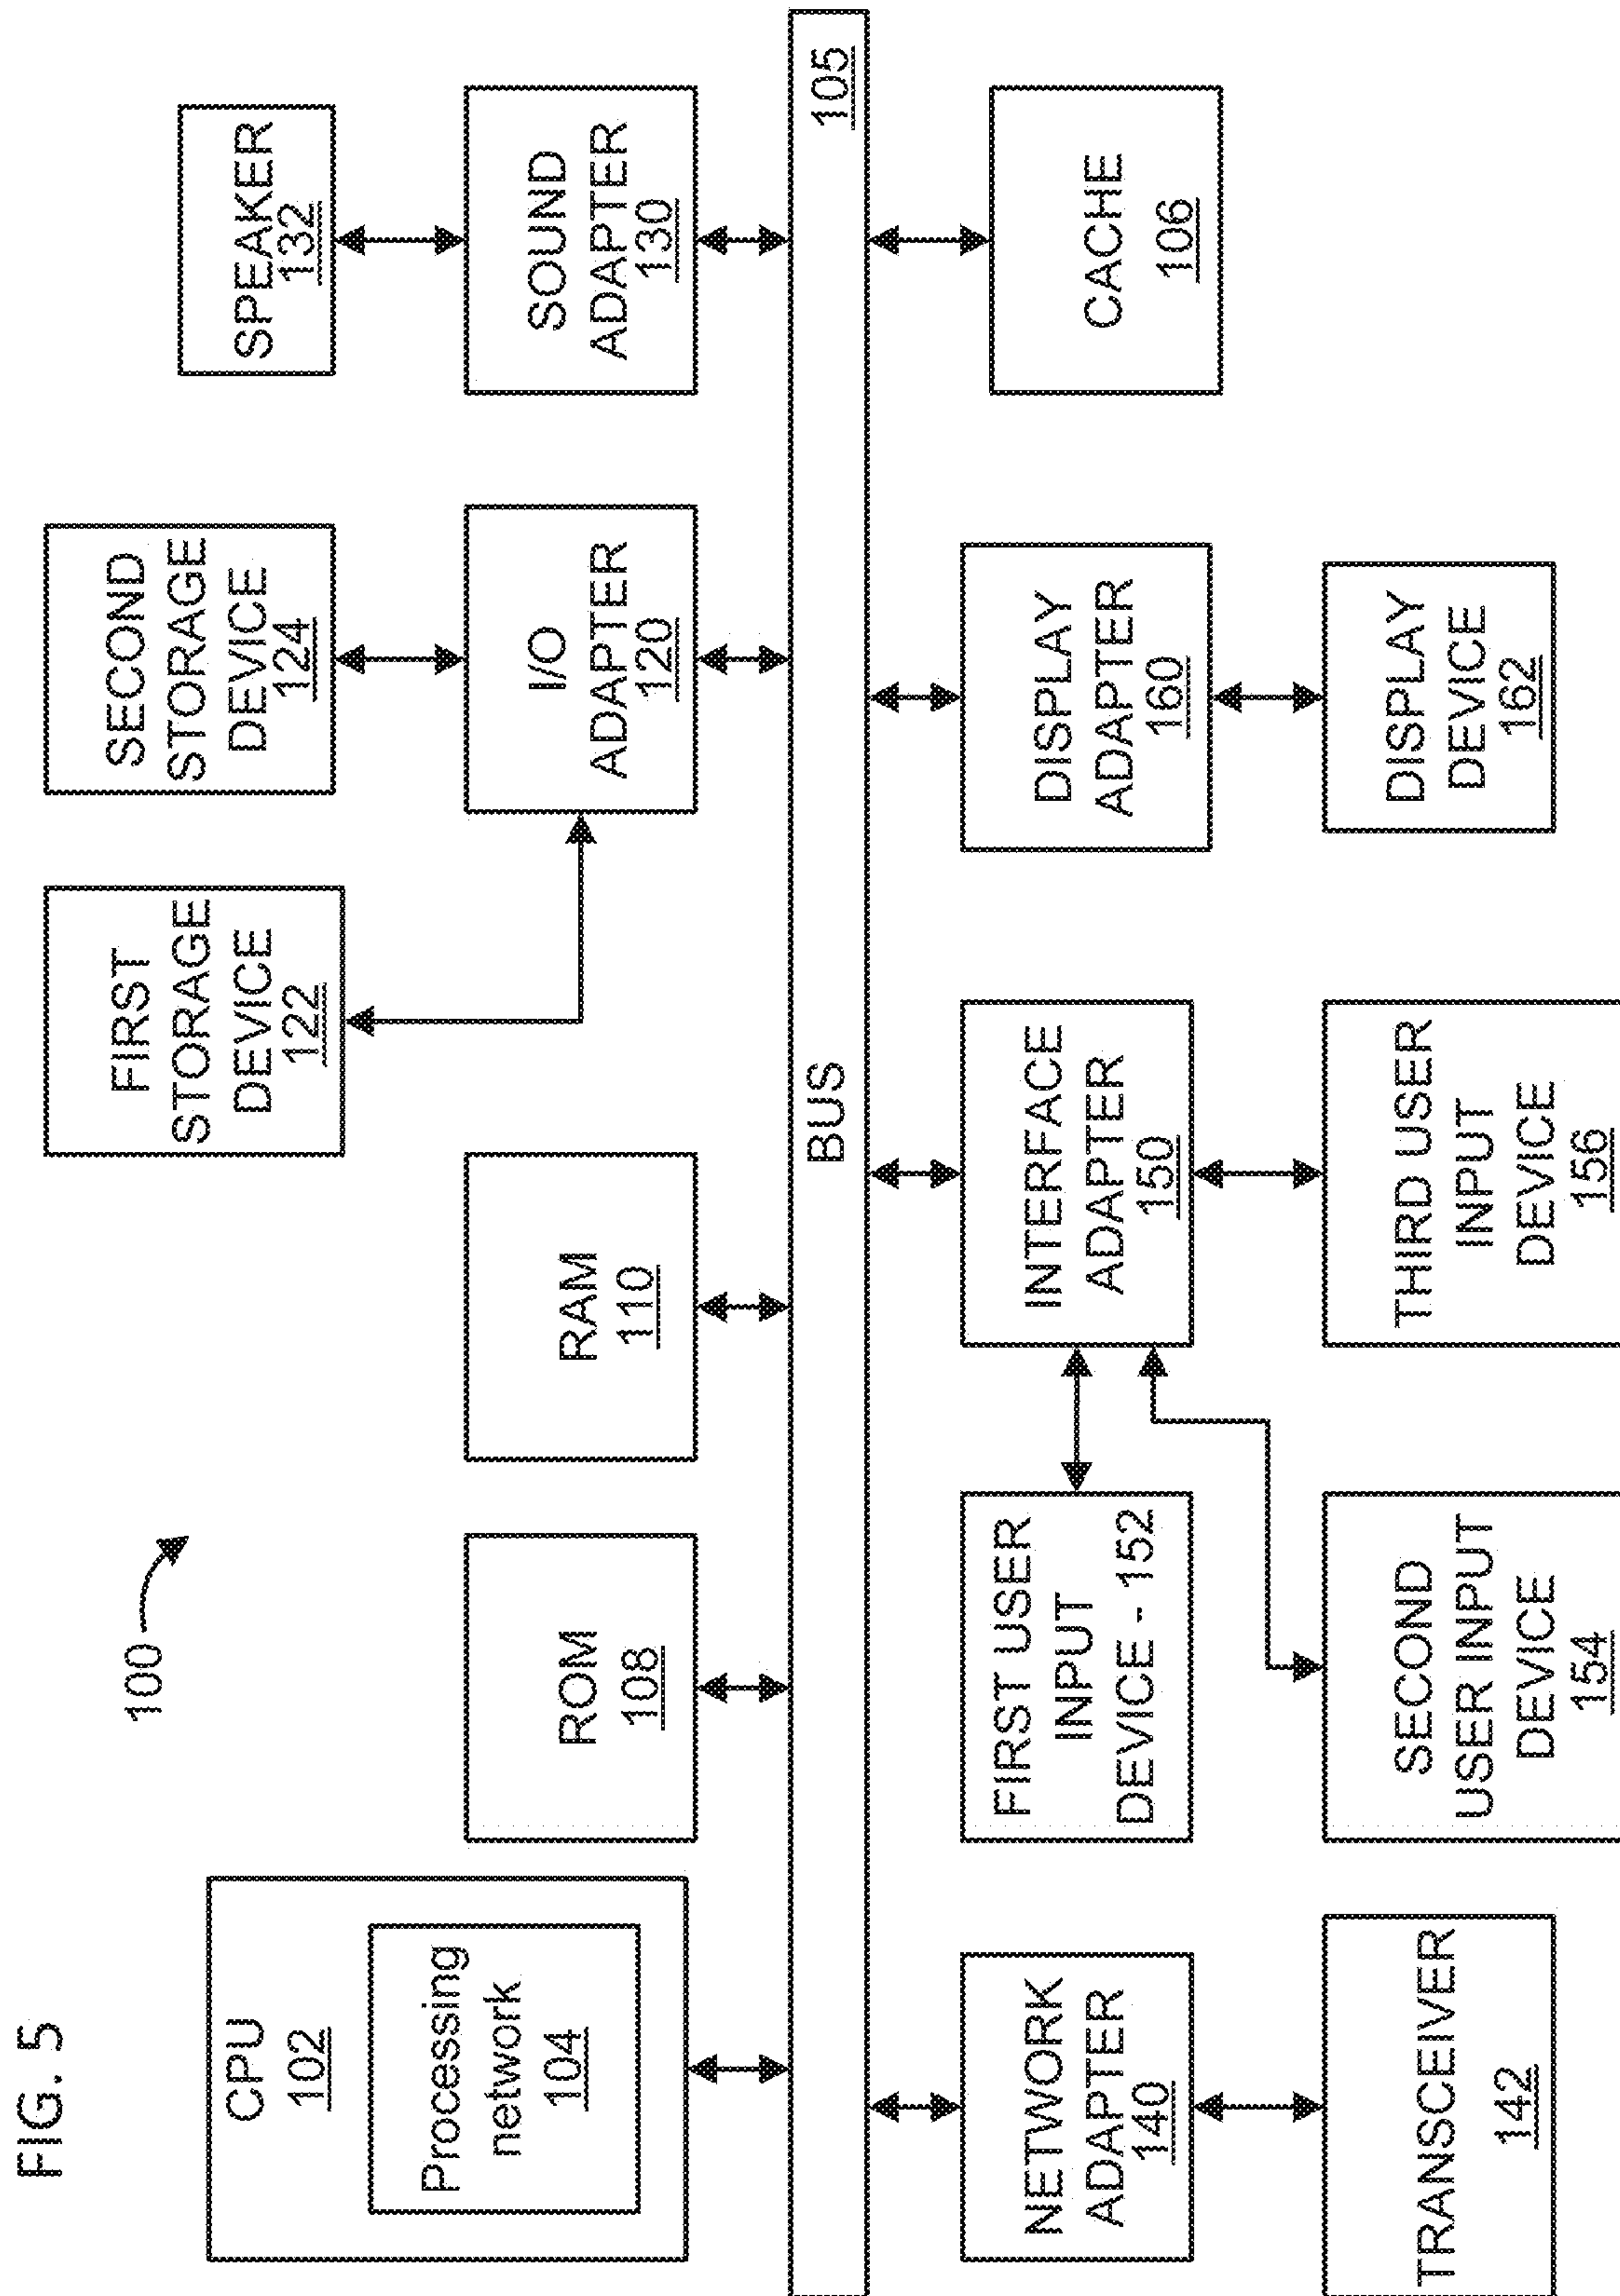 FIG. 5
100
CPU
102
Processing
network
104
ROM
108
RAM
110
FIRST
STORAGE
DEVICE
122
SECOND
STORAGE
DEVICE
124
I/O
ADAPTER
120
SPEAKER
132
SOUND
ADAPTER
130
BUS
105
NETWORK
ADAPTER
140
TRANSCEIVER
142
FIRST USER
INPUT
DEVICE - 152
SECOND
USER INPUT
DEVICE
154
INTERFACE
ADAPTER
150
THIRD USER
INPUT
DEVICE
156
DISPLAY
ADAPTER
160
DISPLAY
DEVICE
162
CACHE
106